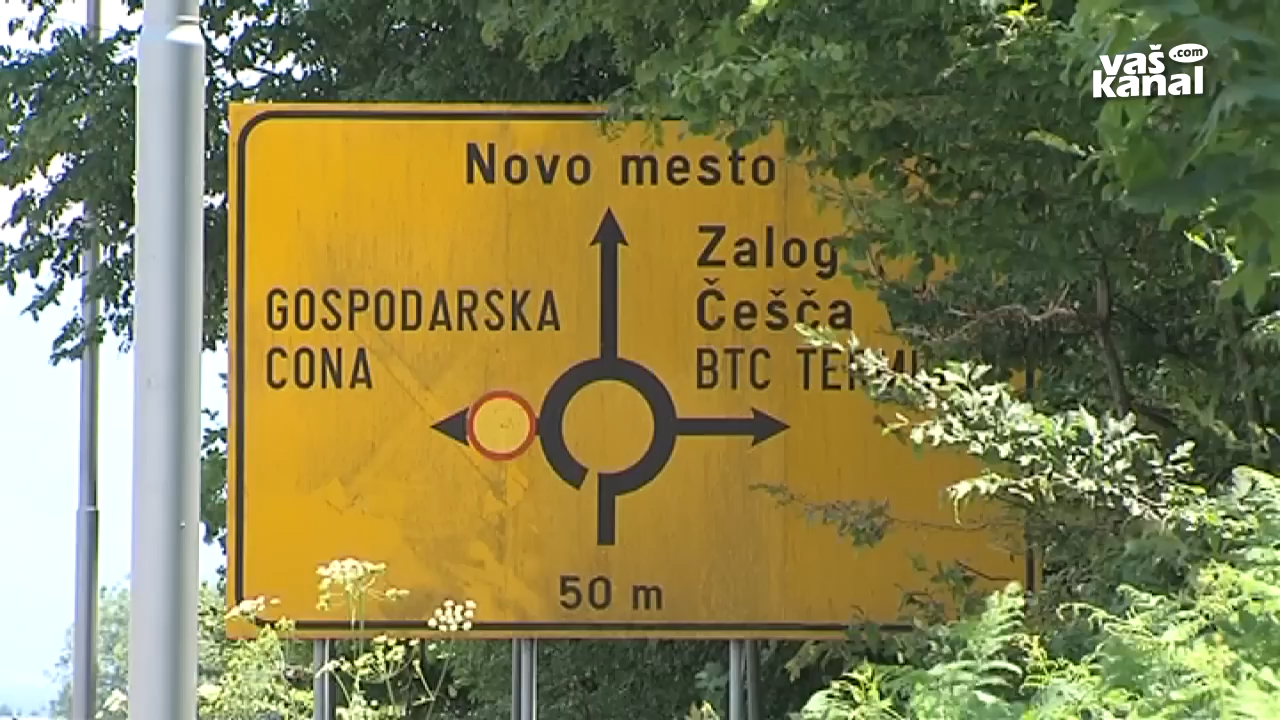 vaš .com
kanal
Novo mesto
Zalog
Češča
GOSPODARSKA
CONA
BTC
50 m